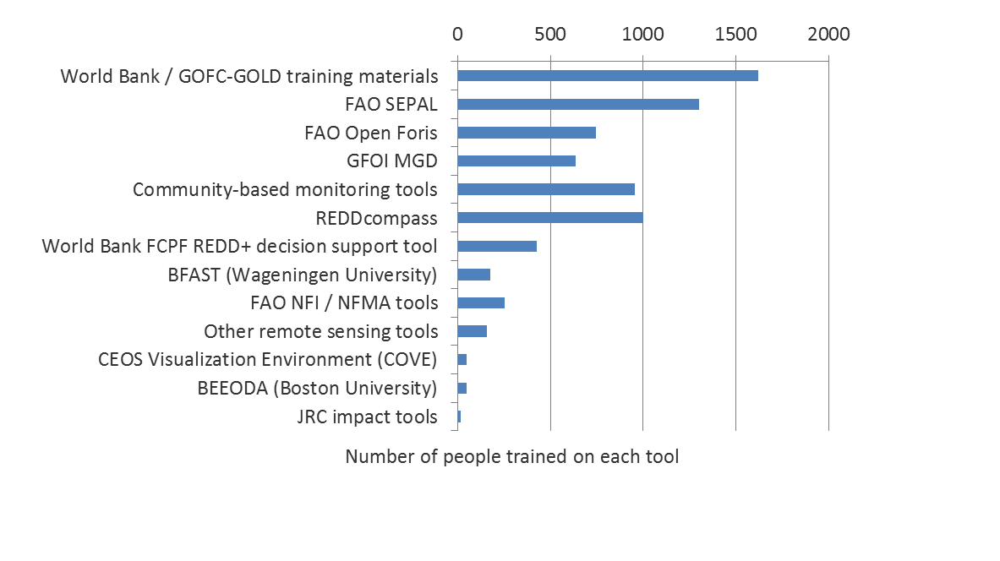 0 500 1000 1500 2000
World Bank / GOFC-GOLD training materials
FAO SEPAL
FAO Open Foris
GFOI MGD
Community-based monitoring tools
REDDcompass
World Bank FCPF REDD+ decision support tool
BFAST (Wageningen University)
FAO NFI / NFMA tools
Other remote sensing tools
CEOS Visualization Environment (COVE)
BEEODA (Boston University)
JRC impact tools
Number of people trained on each tool